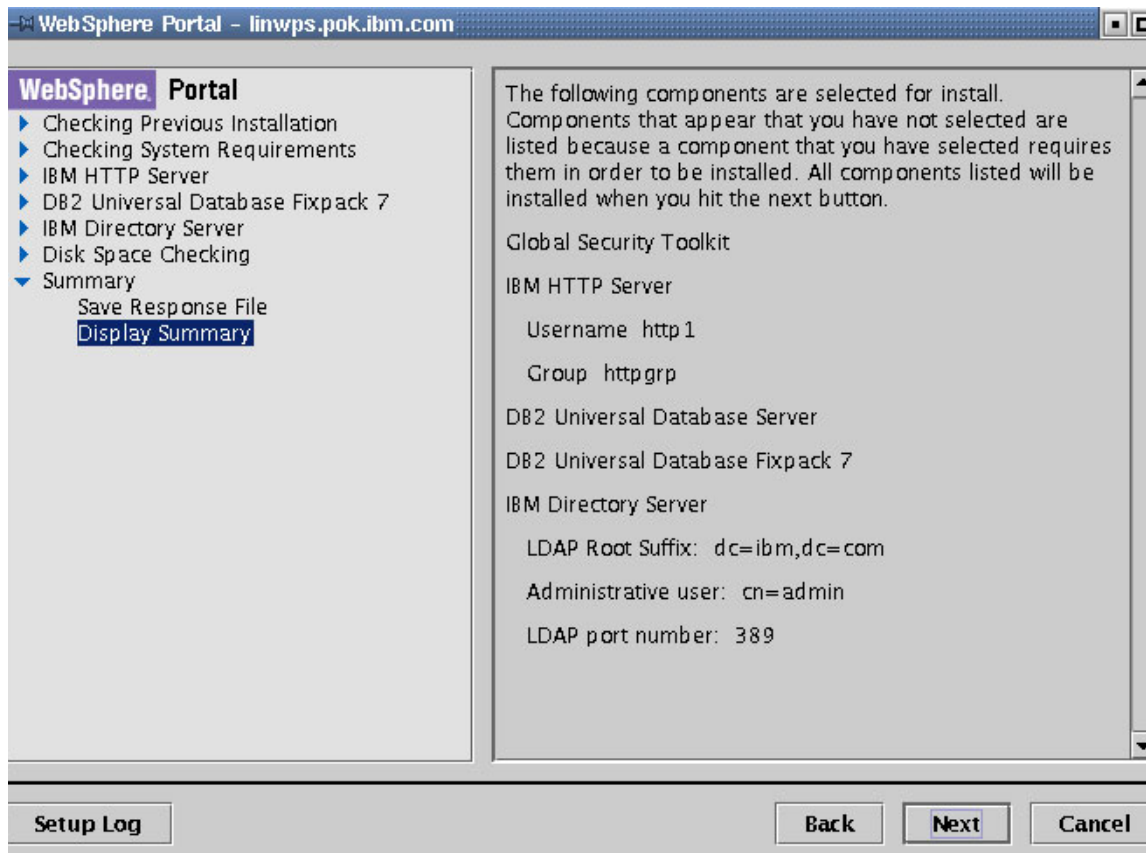 WebSphere Portal - linwps.pok.ibm.com
WebSphere Portal
Checking Previous Installation
Checking System Requirements
IBM HTTP Server
DB2 Universal Database Fixpack 7
IBM Directory Server
Disk Space Checking
Summary
Save Response File
Display Summary
The following components are selected for install.
Components that appear that you have not selected are
listed because a component that you have selected requires
them in order to be installed. All components listed will be
installed when you hit the next button.
Global Security Toolkit
IBM HTTP Server
Username http1
Group httpgrp
DB2 Universal Database Server
DB2 Universal Database Fixpack 7
IBM Directory Server
LDAP Root Suffix: dc=ibm,dc=com
Administrative user: cn=admin
LDAP port number: 389
Setup Log
Back
Next
Cancel